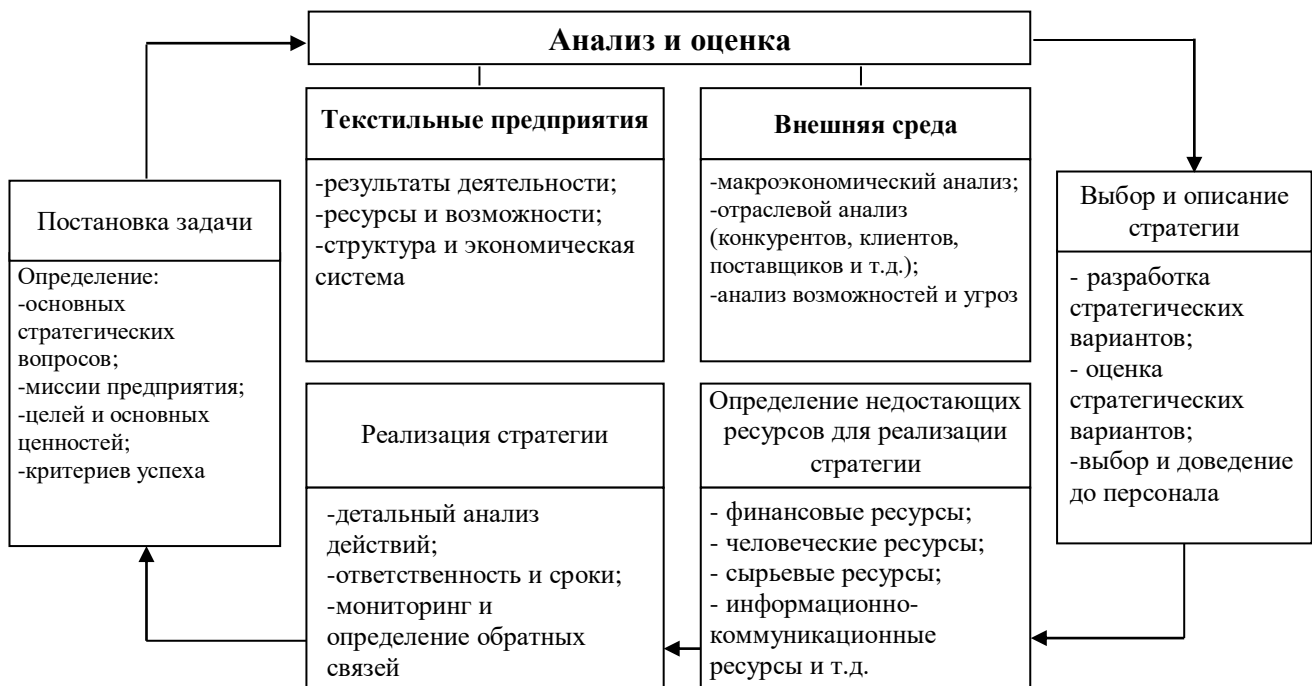 Анализ и оценка
Текстильные предприятия
-результаты деятельности;
-ресурсы и возможности;
-структура и экономическая
система
Внешняя среда
-макроэкономический анализ;
-отраслевой анализ
(конкурентов, клиентов,
поставщиков и т.д.);
-анализ возможностей и угроз
Постановка задачи
Определение:
-основных
стратегических
вопросов;
-миссии предприятия;
-целей и основных
ценностей;
-критериев успеха
Выбор и описание
стратегии
- разработка
стратегических
вариантов;
- оценка
стратегических
вариантов;
-выбор и доведение
до персонала
Реализация стратегии
-детальный анализ
действий;
-ответственность и сроки;
-мониторинг и
определение обратных
связей
Определение недостающих
ресурсов для реализации
стратегии
- финансовые ресурсы;
- человеческие ресурсы;
- сырьевые ресурсы;
- информационно-
коммуникационные
ресурсы и т.д.